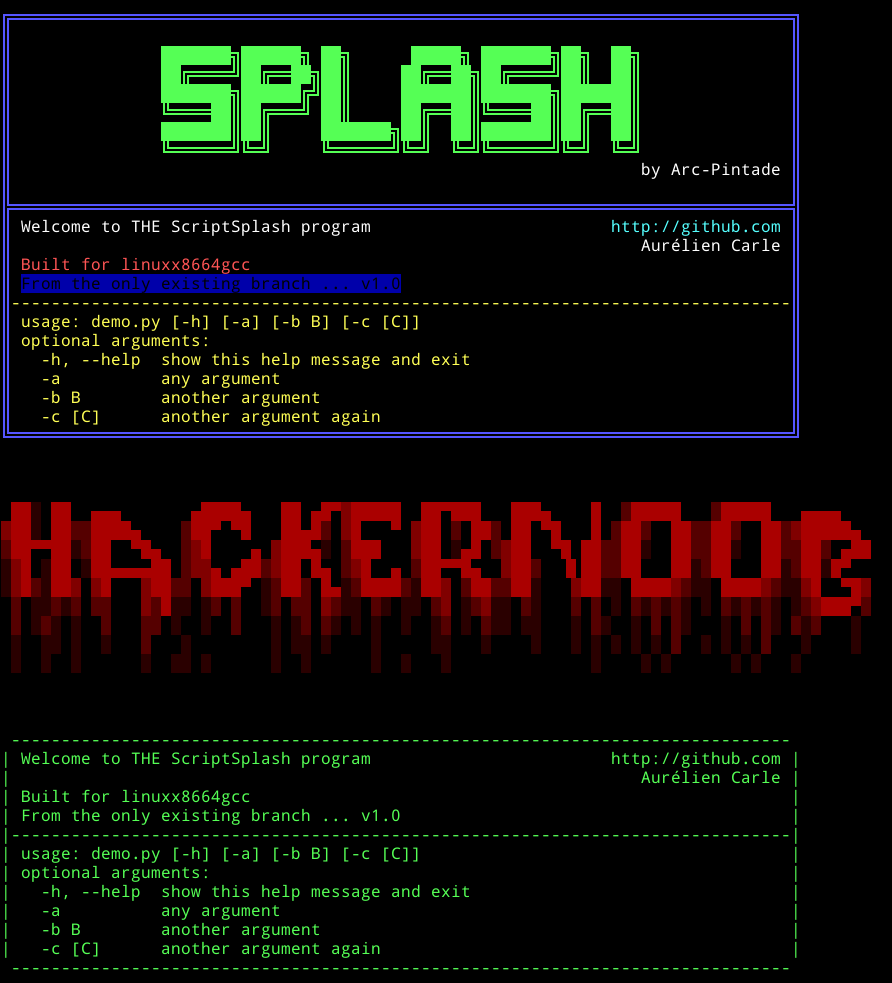 SPLASH
by Arc-Pintade
Welcome to THE ScriptSplash program http://github.com
Aurélien Carle
Built for linuxx8664gcc
From the only existing branch ... v1.0
usage: demo.py [-h] [-a] [-b B] [-c [C]]
optional arguments:
-h, --help show this help message and exit
-a any argument
-b B another argument
-c [C] another argument again
HACKERNOOB
Welcome to THE ScriptSplash program http://github.com
Aurélien Carle
Built for linuxx8664gcc
From the only existing branch ... v1.0
usage: demo.py [-h] [-a] [-b B] [-c [C]]
optional arguments:
-h, --help show this help message and exit
-a any argument
-b B another argument
-c [C] another argument again